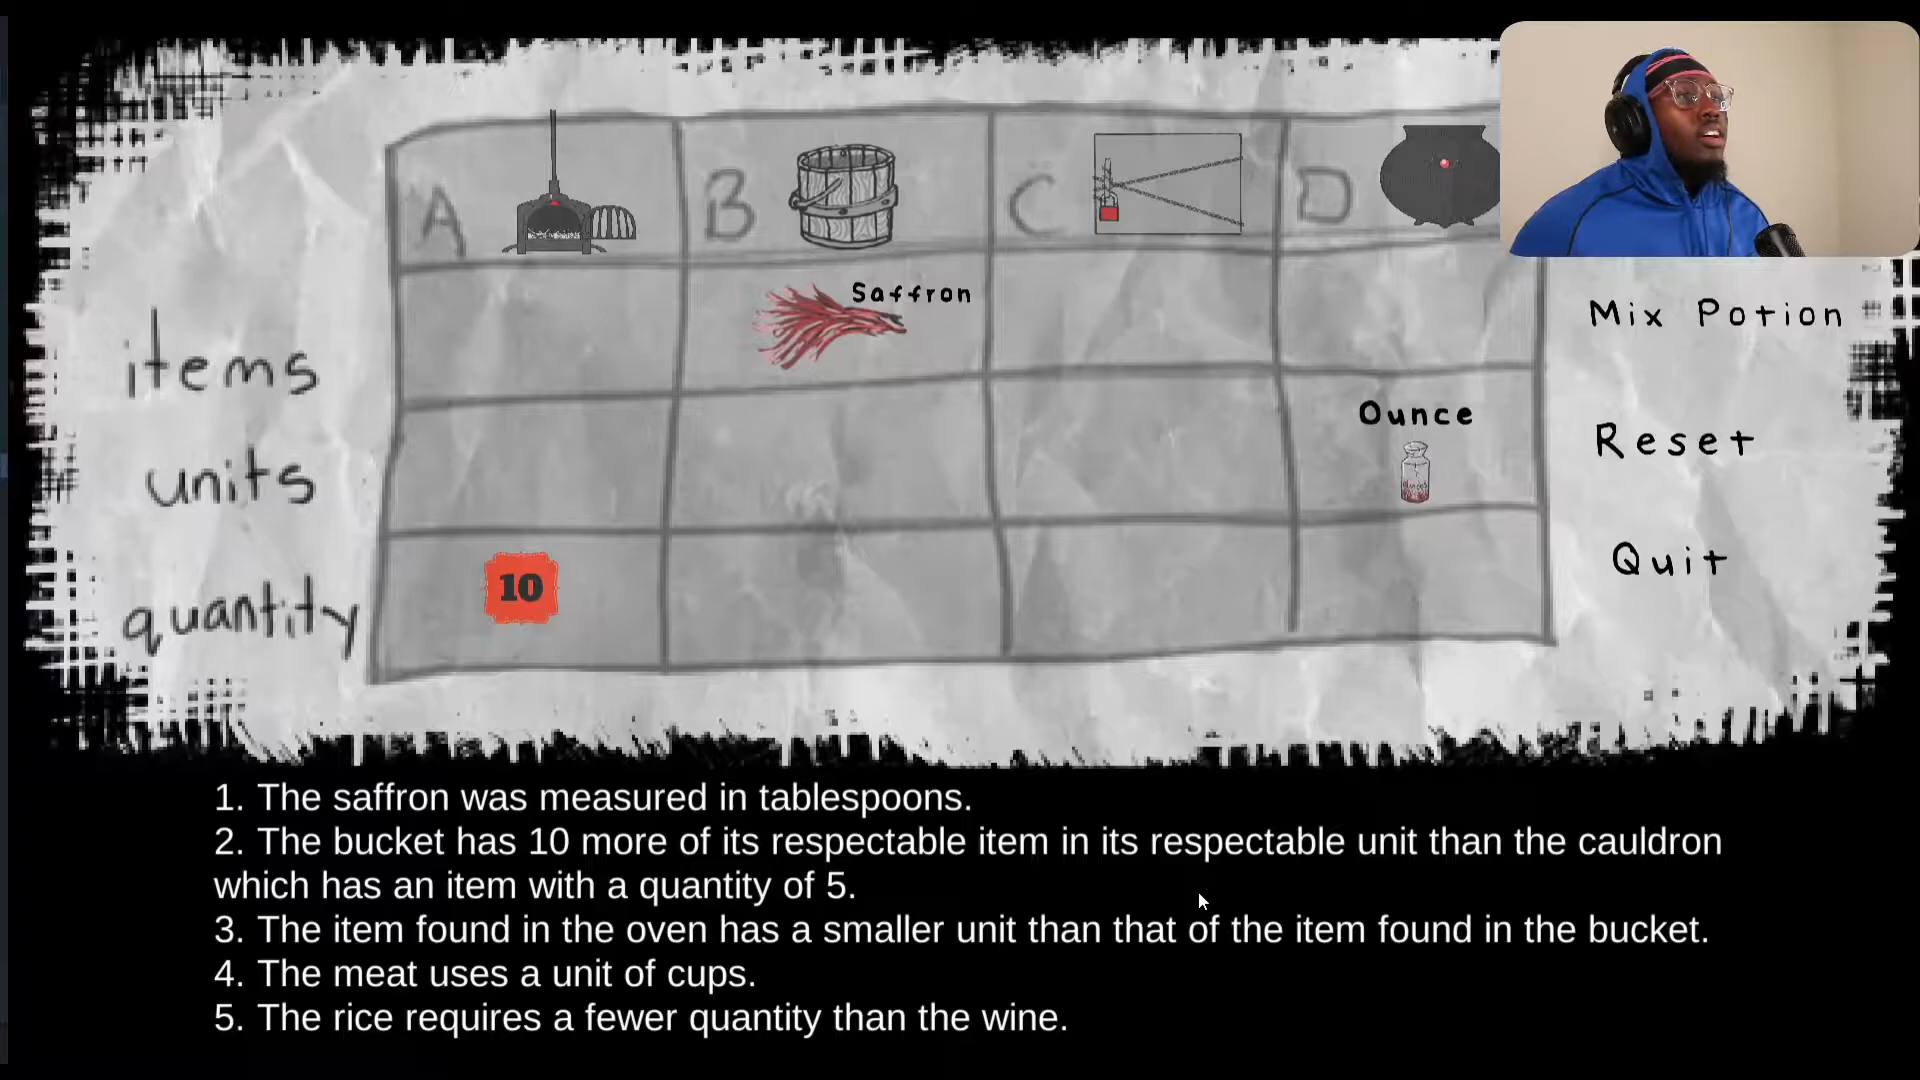 A B C D
Saffron
Mix Potion
items
Ounce
Reset
units
Quit
10
quantity
1. The saffron was measured in tablespoons.
2. The bucket has 10 more of its respectable item in its respectable unit than the cauldron
which has an item with a quantity of 5.
3. The item found in the oven has a smaller unit than that of the item found in the bucket.
4. The meat uses a unit of cups.
5. The rice requires a fewer quantity than the wine.